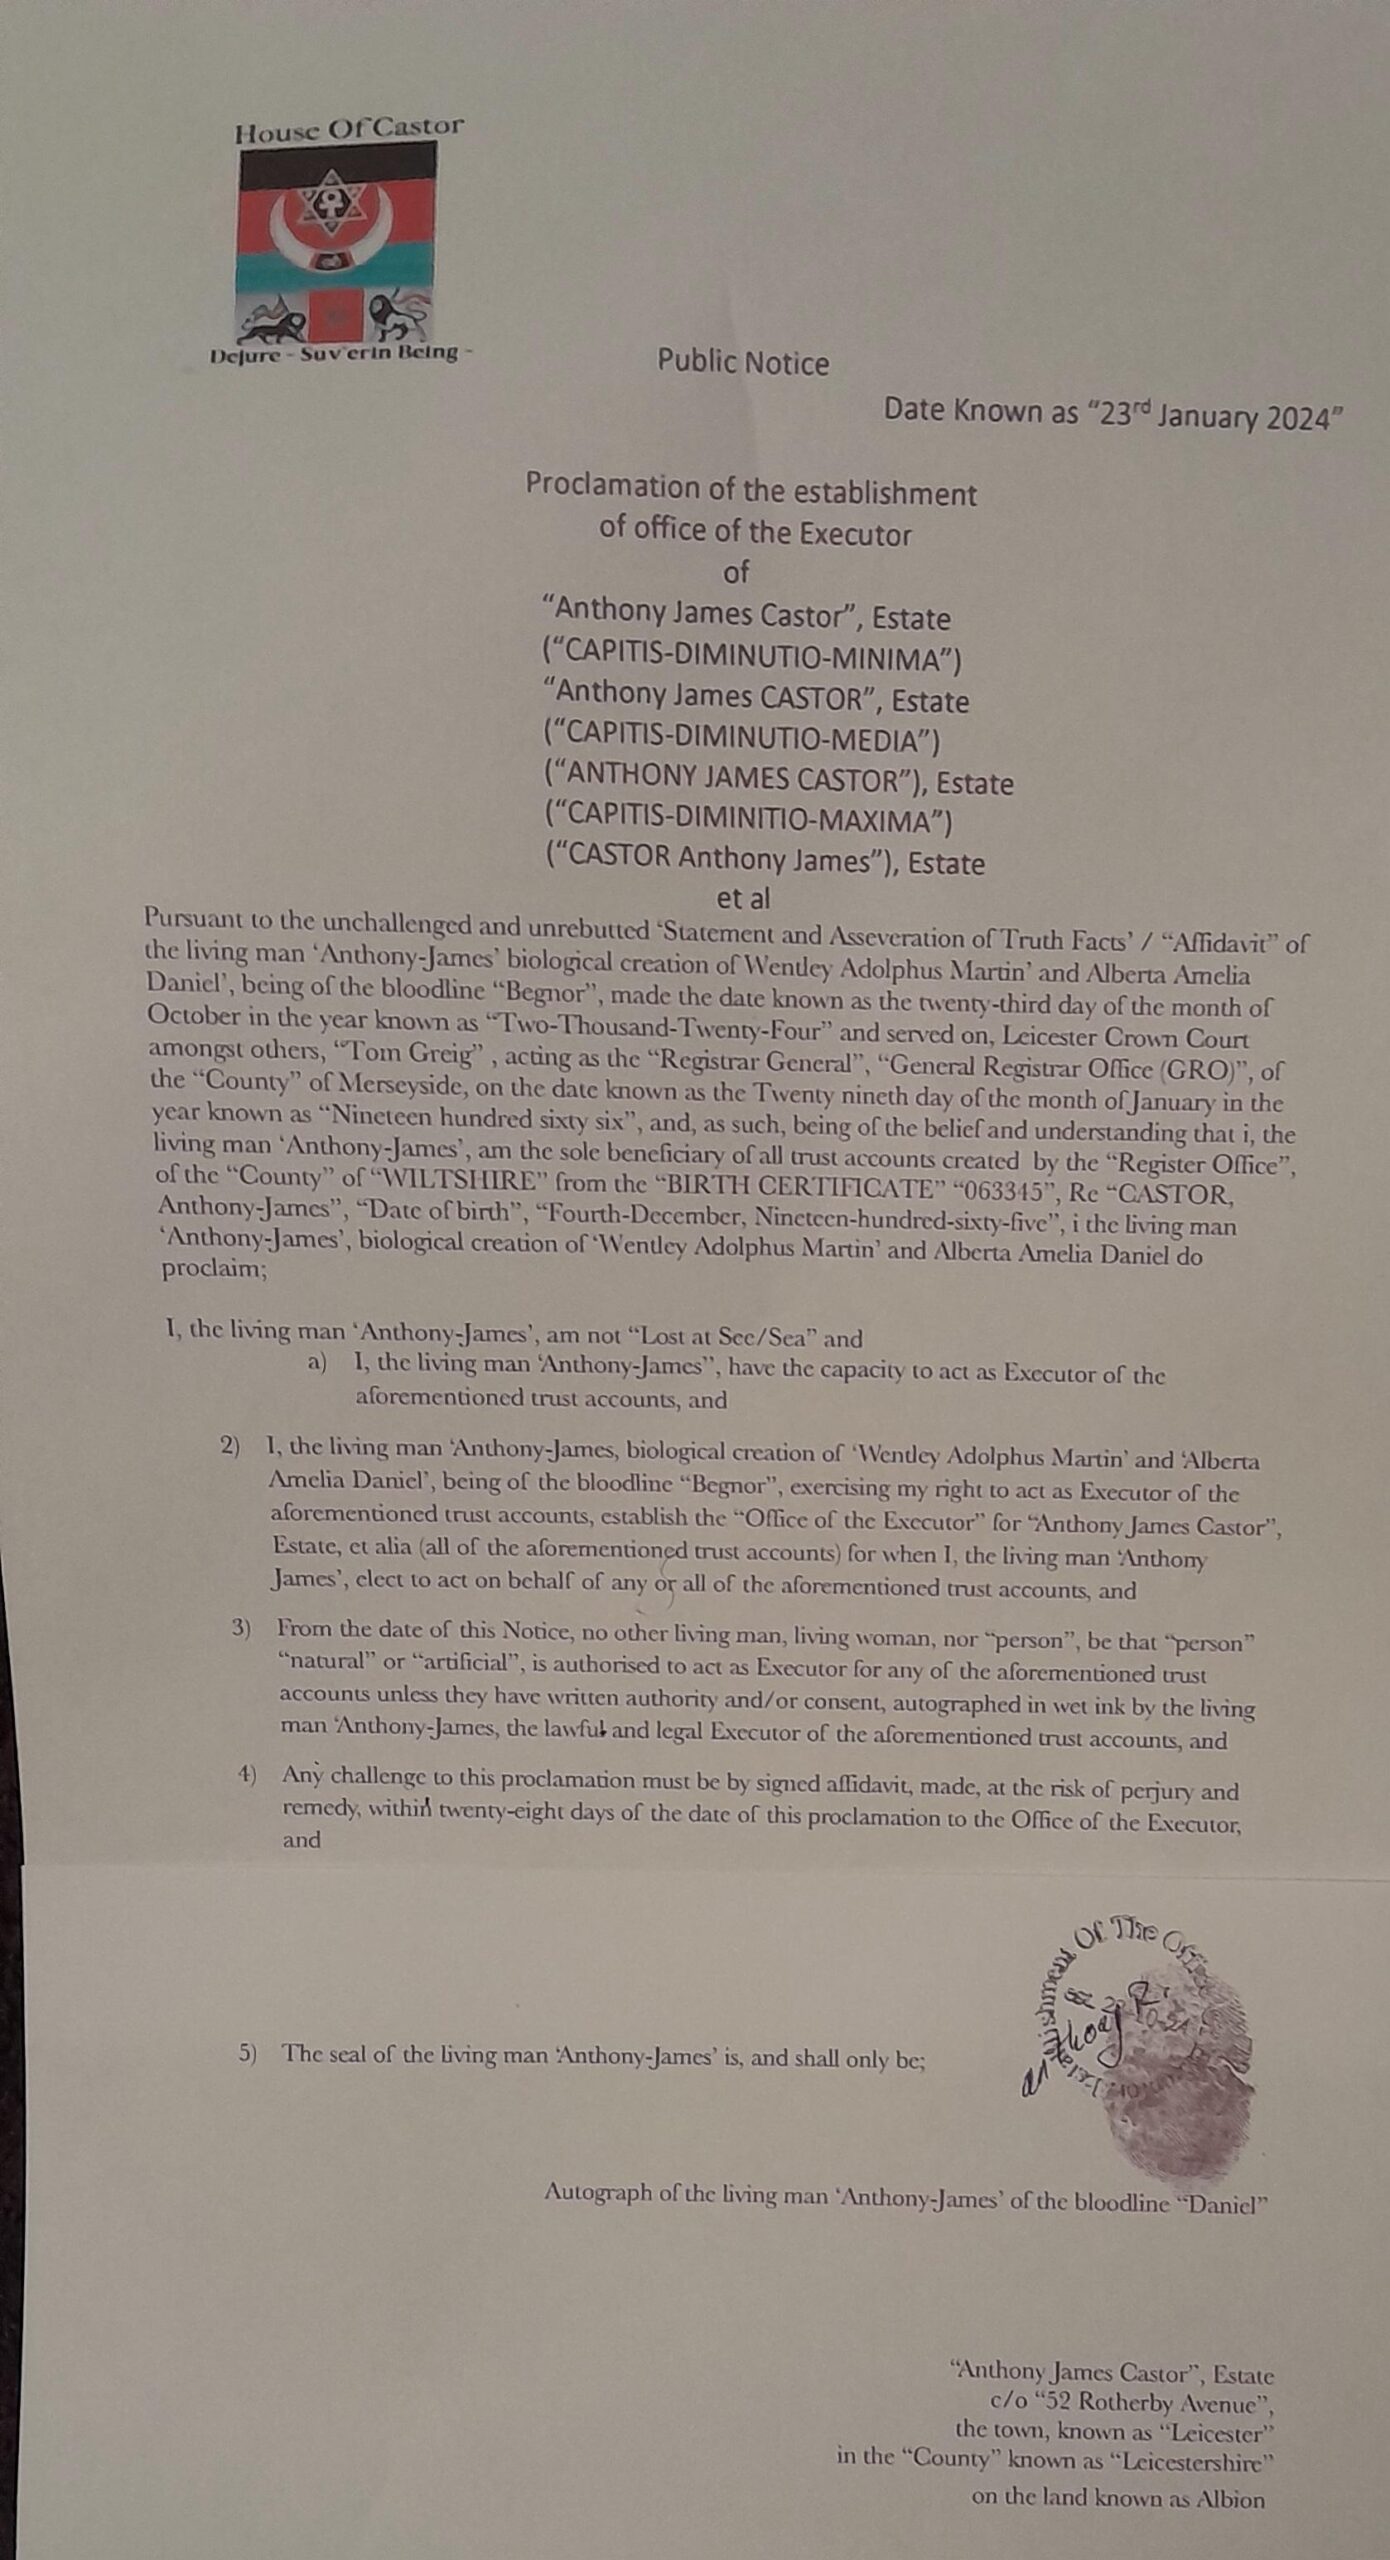 House Of Castor
DeJure - Suv'erin Being -
Public Notice
Date Known as “23rd January 2024”
Proclamation of the establishment
of office of the Executor
of
“Anthony James Castor”, Estate
(“CAPITIS-DIMINUTIO-MINIMA”)
“Anthony James CASTOR”, Estate
(“CAPITIS-DIMINUTIO-MEDIA”)
(“ANTHONY JAMES CASTOR”), Estate
(“CAPITIS-DIMINITIO-MAXIMA”)
(“CASTOR Anthony James”), Estate
et al
Pursuant to the unchallenged and unrebutted ‘Statement and Asseveration of Truth Facts’ / “Affidavit” of
the living man ‘Anthony-James’ biological creation of Wentley Adolphus Martin’ and Alberta Amelia
Daniel’, being of the bloodline “Begnor”, made the date known as the twenty-third day of the month of
October in the year known as “Two-Thousand-Twenty-Four” and served on, Leicester Crown Court
amongst others, “Tom Greig” , acting as the “Registrar General”, “General Registrar Office (GRO)”, of
the “County” of Merseyside, on the date known as the Twenty nineth day of the month of January in the
year known as “Nineteen hundred sixty six”, and, as such, being of the belief and understanding that i, the
living man ‘Anthony-James’, am the sole beneficiary of all trust accounts created by the “Register Office”,
of the “County” of “WILTSHIRE” from the “BIRTH CERTIFICATE” “063345”, Re “CASTOR,
Anthony-James”, “Date of birth”, “Fourth-December, Nineteen-hundred-sixty-five”, i the living man
‘Anthony-James’, biological creation of ‘Wentley Adolphus Martin’ and Alberta Amelia Daniel do
proclaim;
I, the living man ‘Anthony-James’, am not “Lost at See/Sea” and
a) I, the living man ‘Anthony-James”, have the capacity to act as Executor of the
aforementioned trust accounts, and
2) I, the living man ‘Anthony-James, biological creation of ‘Wentley Adolphus Martin’ and ‘Alberta
Amelia Daniel’, being of the bloodline “Begnor”, exercising my right to act as Executor of the
aforementioned trust accounts, establish the “Office of the Executor” for “Anthony James Castor”,
Estate, et alia (all of the aforementioned trust accounts) for when I, the living man ‘Anthony
James’, elect to act on behalf of any or all of the aforementioned trust accounts, and
3) From the date of this Notice, no other living man, living woman, nor “person”, be that “person”
“natural” or “artificial”, is authorised to act as Executor for any of the aforementioned trust
accounts unless they have written authority and/or consent, autographed in wet ink by the living
man ‘Anthony-James, the lawful and legal Executor of the aforementioned trust accounts, and
4) Any challenge to this proclamation must be by signed affidavit, made, at the risk of perjury and
remedy, within twenty-eight days of the date of this proclamation to the Office of the Executor,
and
Of The
5) The seal of the living man ‘Anthony-James’ is, and shall only be;
Autograph of the living man ‘Anthony-James’ of the bloodline “Daniel”
“Anthony James Castor”, Estate
c/o “52 Rotherby Avenue”,
the town, known as “Leicester”
in the “County” known as “Leicestershire”
on the land known as Albion